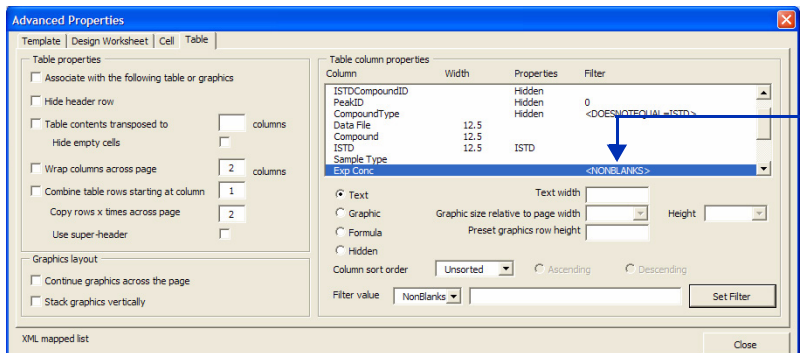 Advanced Properties
Template Design Worksheet Cell Table
Table properties
Associate with the following table or graphics
Hide header row
Table contents transposed to columns
Hide empty cells
Wrap columns across page 2 columns
Combine table rows starting at column 1
Copy rows x times across page 2
Use super-header
Graphics layout
Continue graphics across the page
Stack graphics vertically
Table column properties
Column Width Properties Filter
ISTDCompoundID Hidden
PeakID Hidden 0
CompoundType Hidden <DOESNOTEQUAL=ISTD>
Data File 12.5
Compound 12.5
ISTD 12.5 ISTD
Sample Type
Exp Conc <NONBLANKS>
Text Text width
Graphic Graphic size relative to page width Height
Formula Preset graphics row height
Hidden
Column sort order Unsorted Ascending Descending
Filter value NonBlanks Set Filter
XML mapped list
Close